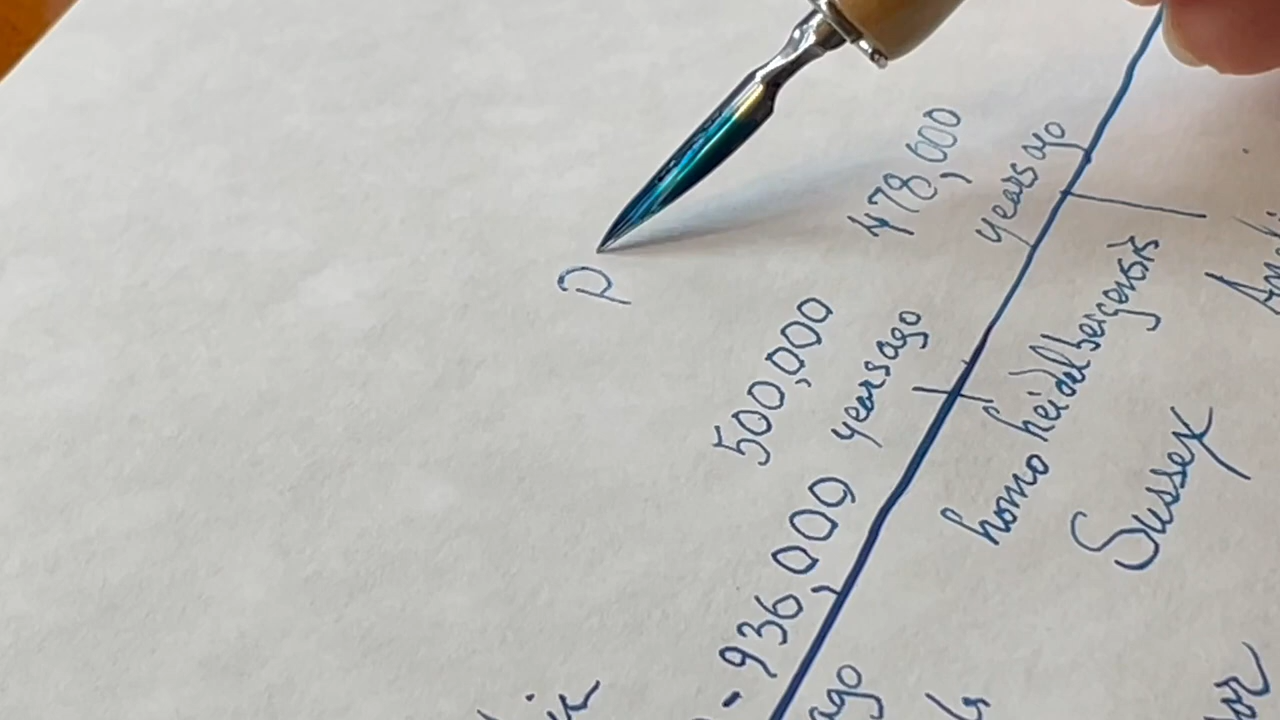 P
478,000
years ago
500,000
years ago
936,000
homo heidelbergensis
Sussex
ago